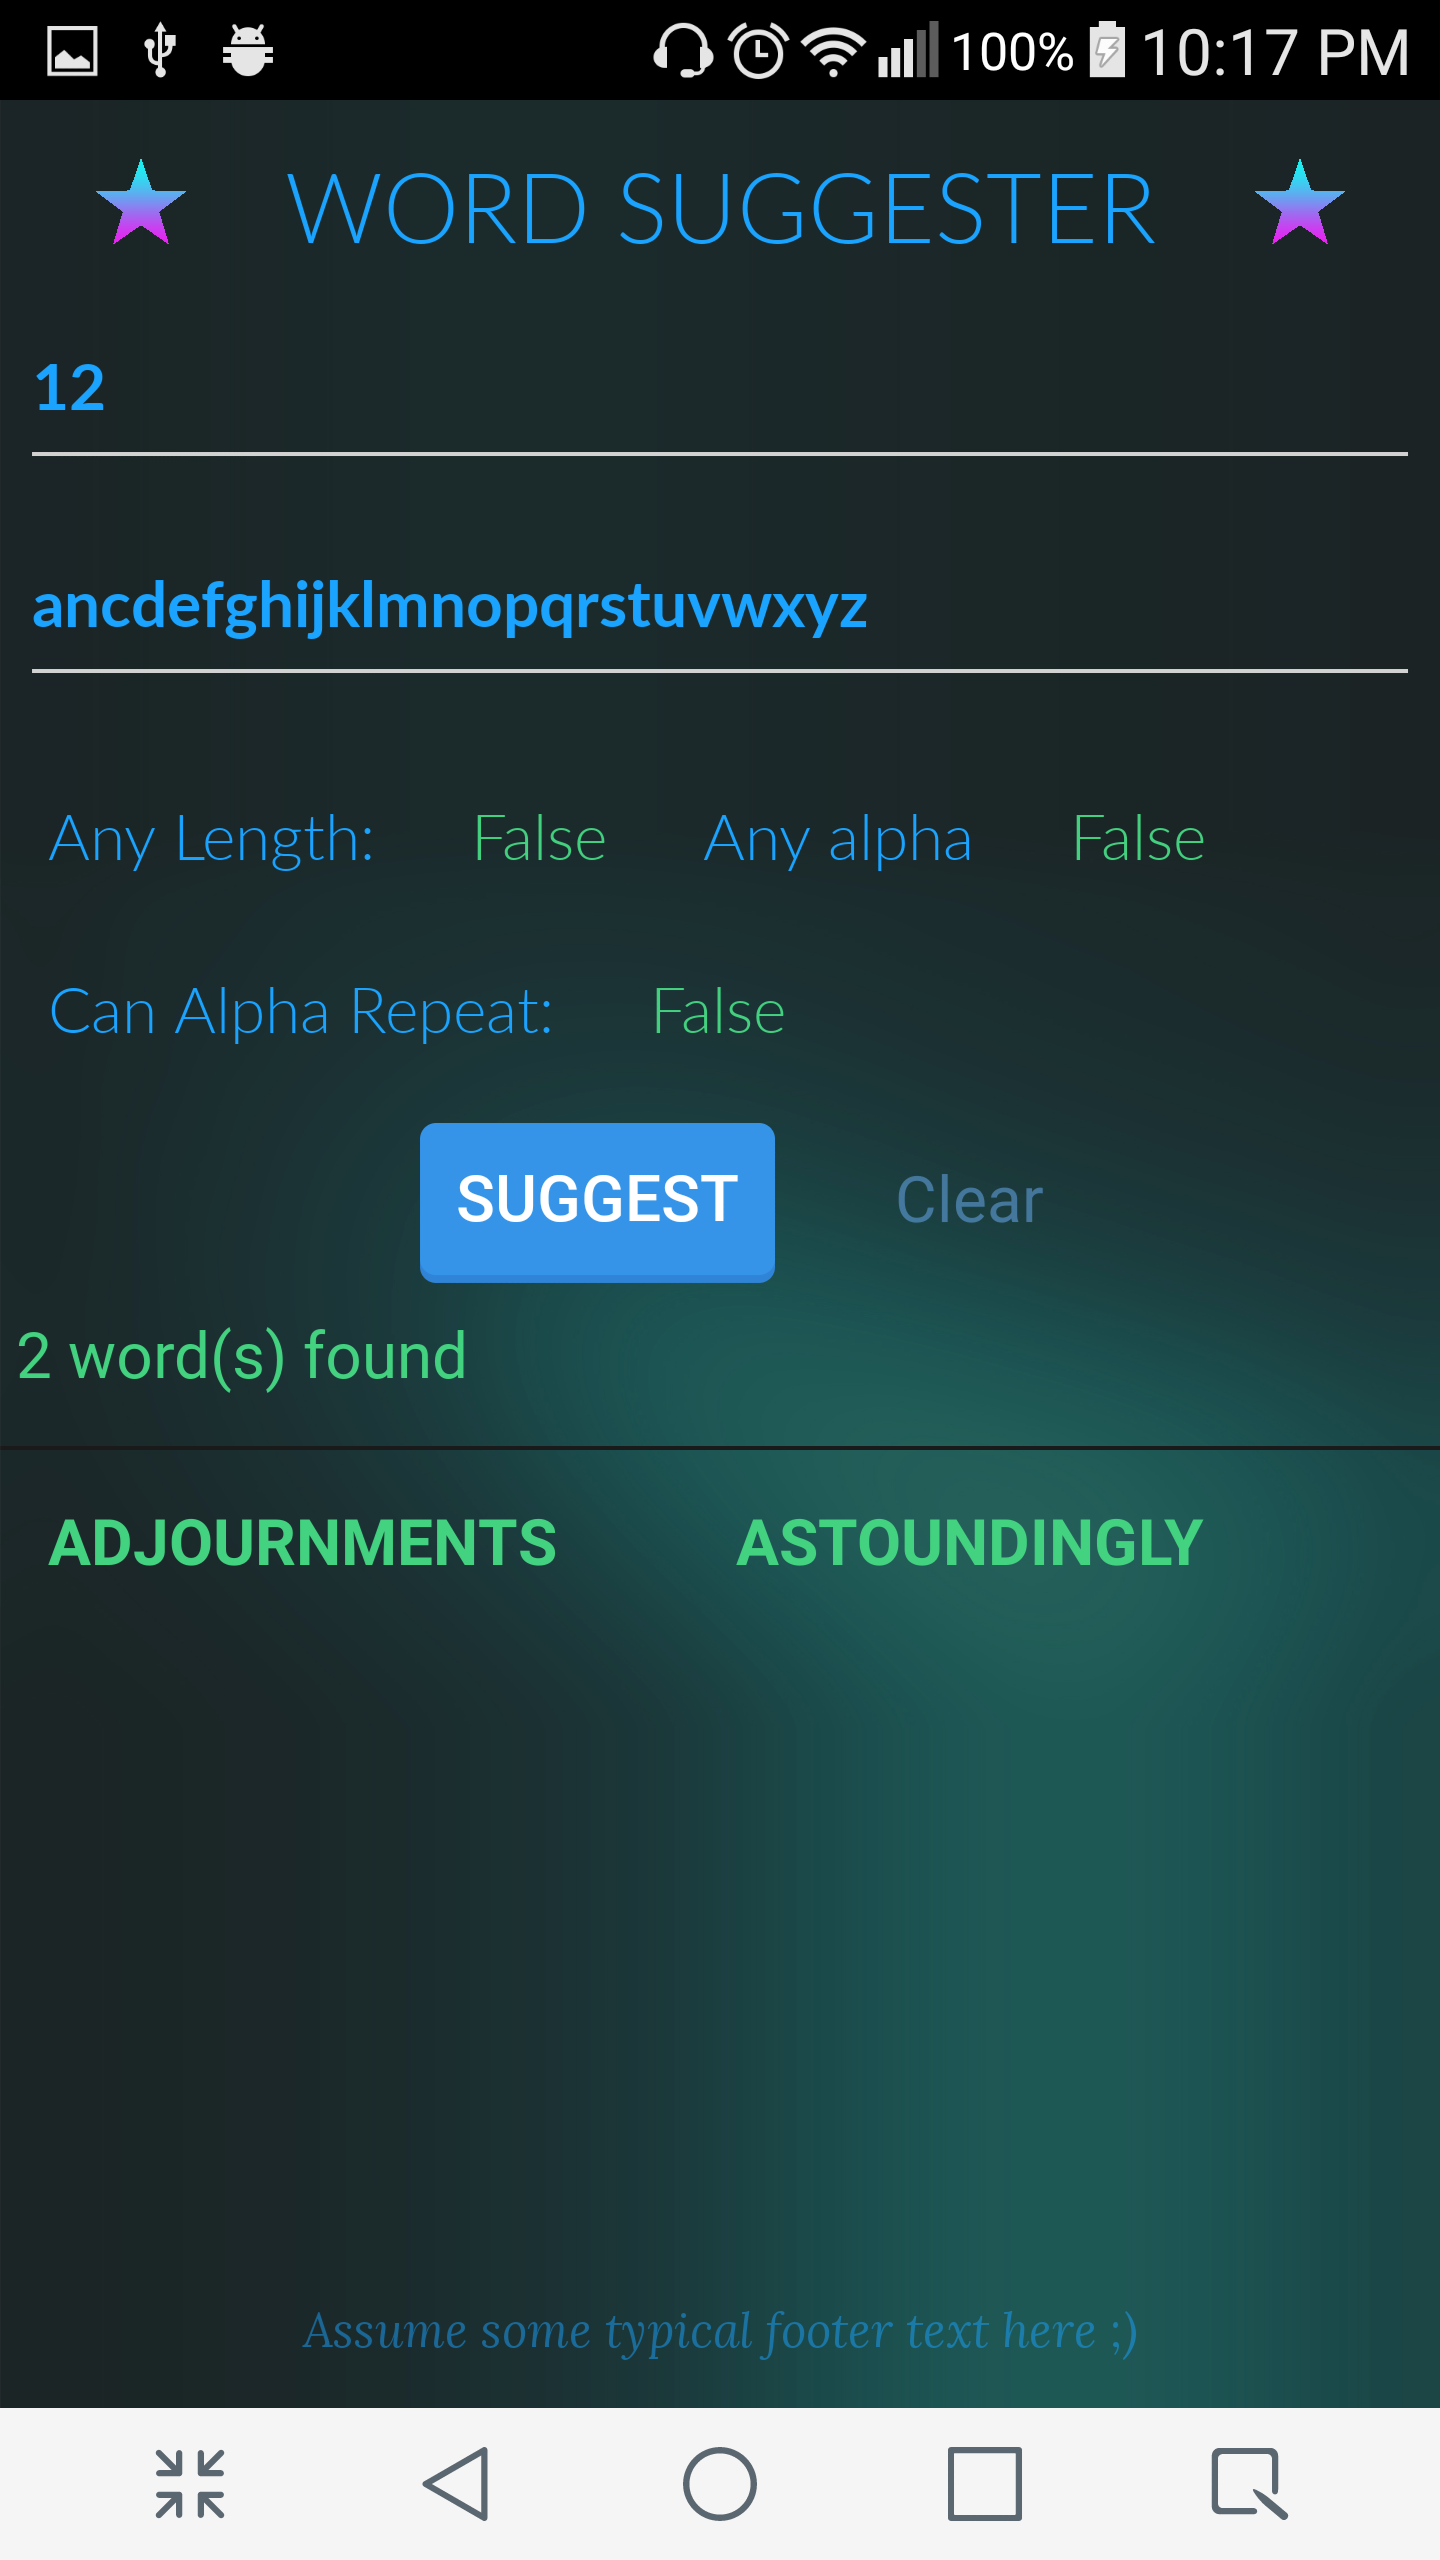 100% 10:17 PM
WORD SUGGESTER
12
ancdefghijklmnopqrstuvwxyz
Any Length: False Any alpha False
Can Alpha Repeat: False
SUGGEST Clear
2 word(s) found
ADJOURNMENTS ASTOUNDINGLY
Assume some typical footer text here ;)